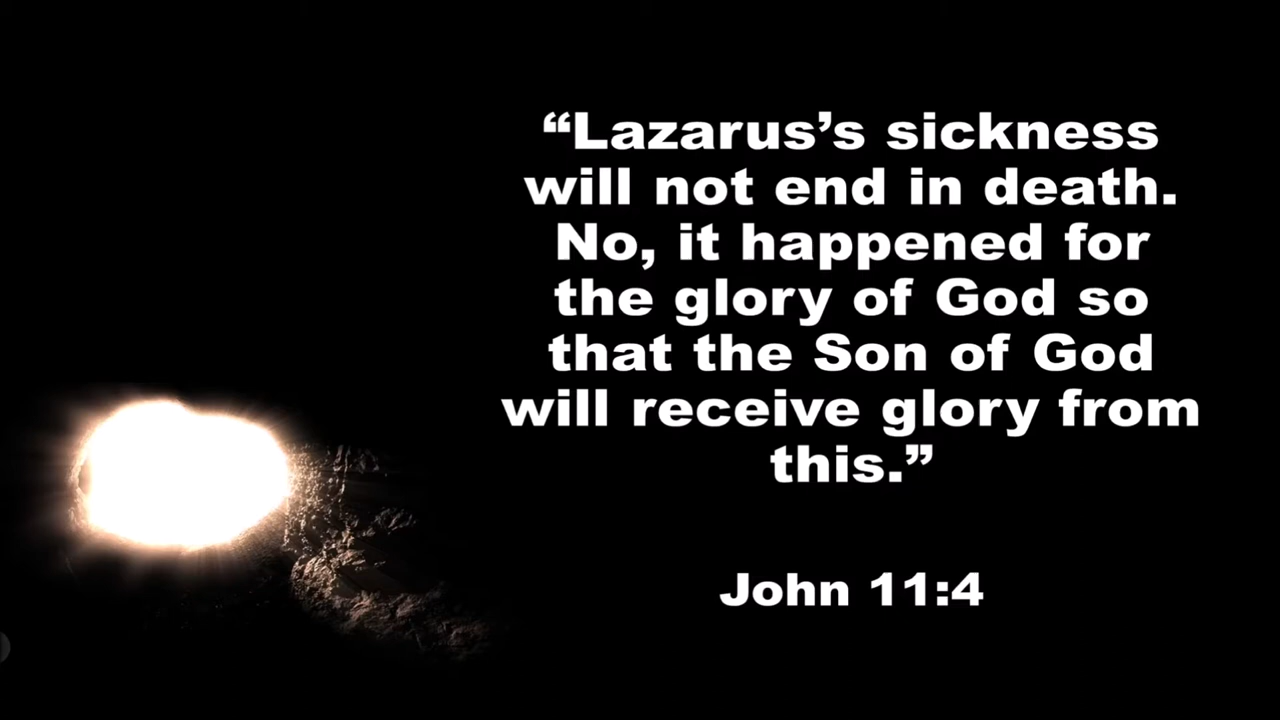 “Lazarus’s sickness
will not end in death.
No, it happened for
the glory of God so
that the Son of God
will receive glory from
this.”
John 11:4